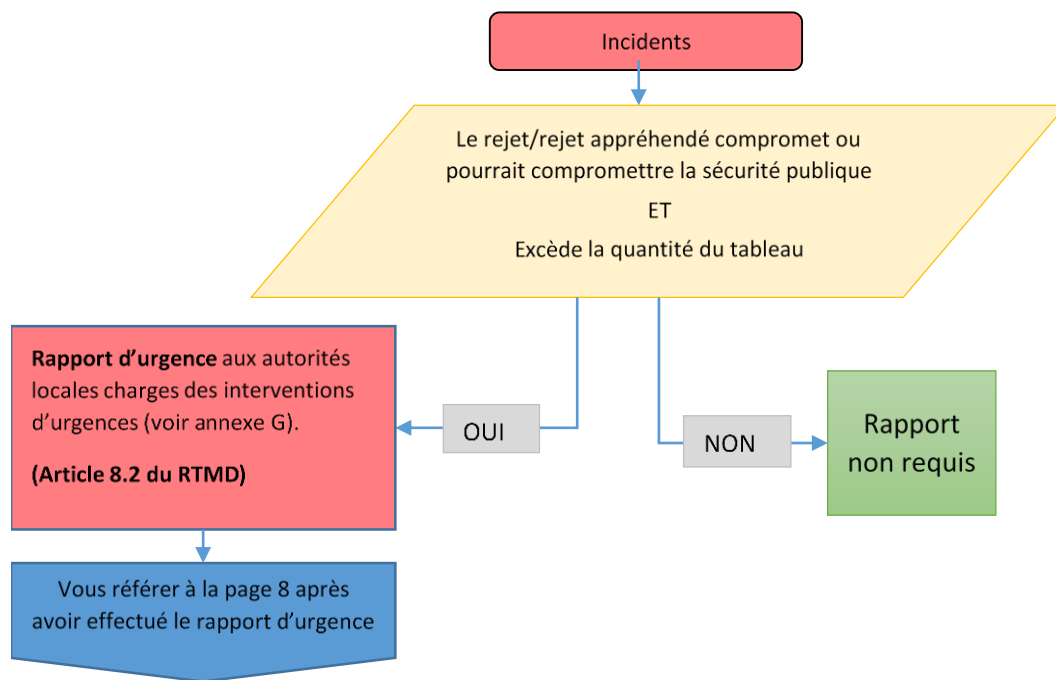 Incidents
Le rejet/rejet appréhendé compromet ou
pourrait compromettre la sécurité publique
ET
Excède la quantité du tableau
Rapport d’urgence aux autorités
locales charges des interventions
d’urgences (voir annexe G).
(Article 8.2 du RTMD)
OUI
NON
Rapport
non requis
Vous référer à la page 8 après
avoir effectué le rapport d’urgence